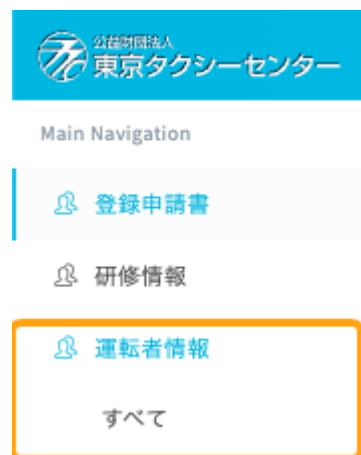 公益財団法人
東京タクシーセンター
Main Navigation
登録申請書
研修情報
運転者情報
すべて